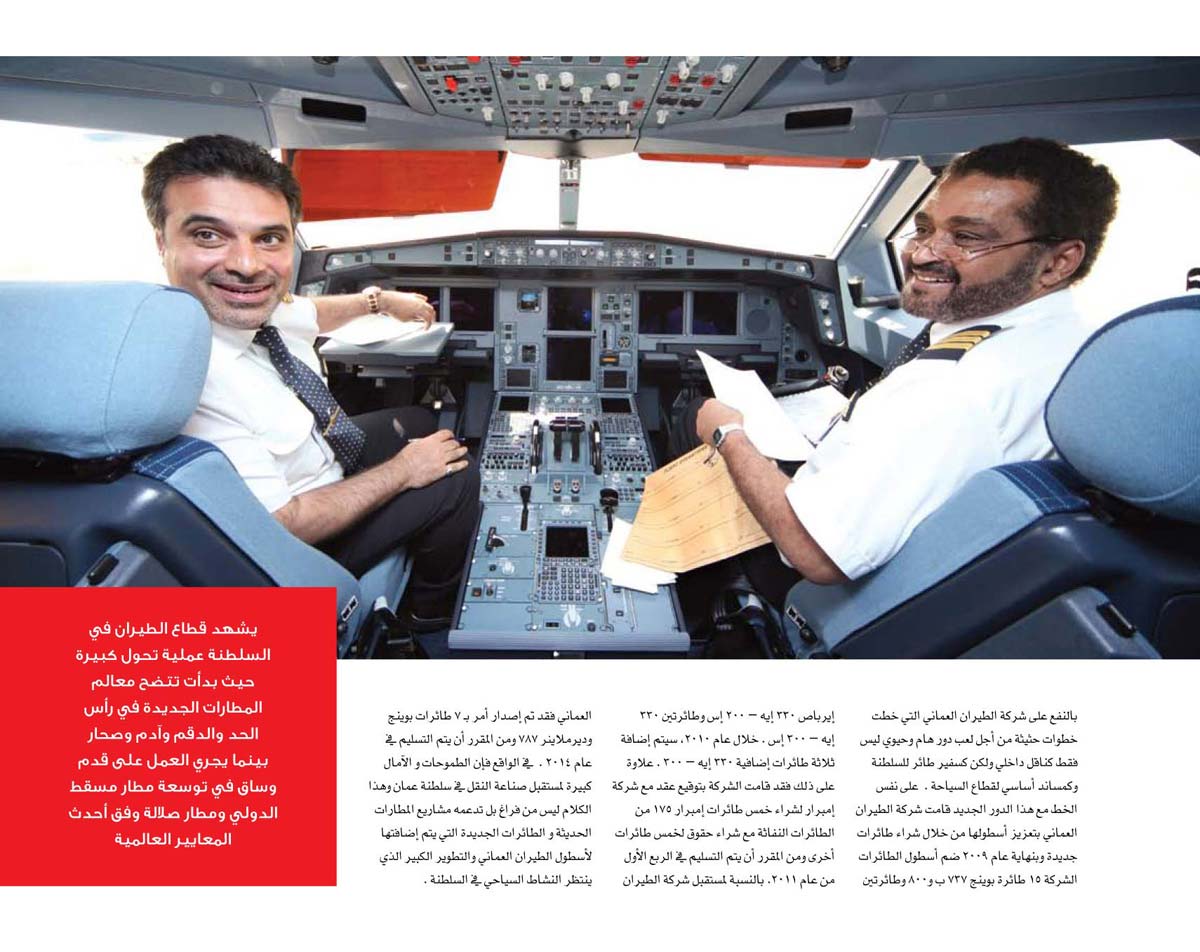 يشهد قطاع الطيران في
السلطنة عملية تحول كبيرة
حيث بدأت تتضح معالم
المطارات الجديدة في رأس
الحد والدقم وآدم وصحار
بينما يجري العمل على قدم
وساق في توسعة مطار مسقط
الدولي ومطار صلالة وفق أحدث
المعايير العالمية
بالنفع على شركة الطيران العماني التي خطت
خطوات حثيثة من أجل لعب دور هام وحيوي ليس
فقط كناقل داخلي ولكن كسفير طائر للسلطنة
وكمساند أساسي لقطاع السياحة . على نفس
الخط مع هذا الدور الجديد قامت شركة الطيران
العماني بتعزيز أسطولها من خلال شراء طائرات
جديدة وبنهاية عام ٢٠٠٩ ضم أسطول الطائرات
الشركة ١٥ طائرة بوينج ٧٣٧ ب و٨٠٠ وطائرتين
إيرباص ٣٣٠ إيه – ٢٠٠ إس وطائرتين ٣٣٠
إيه – ٣٠٠ إس . خلال عام ٢٠١٠، سيتم إضافة
ثلاثة طائرات إضافية ٣٣٠ إيه – ٣٠٠ . علاوة
على ذلك فقد قامت الشركة بتوقيع عقد مع شركة
إمبرار لشراء خمس طائرات إمبرار ١٧٥ من
الطائرات النفاثة مع شراء حقوق لخمس طائرات
أخرى ومن المقرر أن يتم التسليم في الربع الأول
من عام ٢٠١١. بالنسبة لمستقبل شركة الطيران
العماني فقد تم إصدار أمر بـ ٧ طائرات بوينج
وديرملاينر ٧٨٧ ومن المقرر أن يتم التسليم في
عام ٢٠١٤ . في الواقع فإن الطموحات و الآمال
كبيرة لمستقبل صناعة النقل في سلطنة عمان وهذا
الكلام ليس من فراغ بل تدعمه مشاريع المطارات
الحديثة و الطائرات الجديدة التي يتم إضافتها
لأسطول الطيران العماني والتطوير الكبير الذي
ينتظر النشاط السياحي في السلطنة .